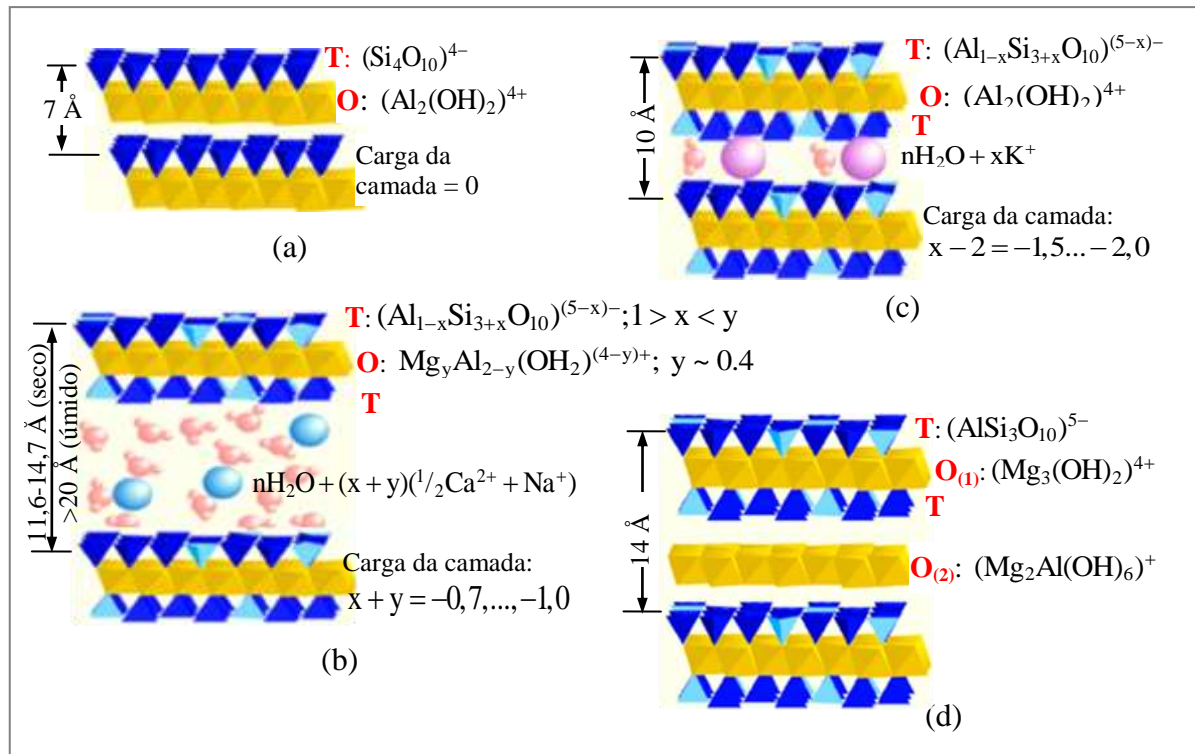 T: (Si₄O₁₀)⁴⁻
7 Å
O: (Al₂(OH)₂)⁴⁺
Carga da
camada = 0
(a)
T: (Al₁₋ₓSi₃₊ₓO₁₀)⁽⁵⁻ˣ⁾⁻
O: (Al₂(OH)₂)⁴⁺
T
10 Å
nH₂O + xK⁺
Carga da camada:
x − 2 = −1,5... − 2,0
(c)
T: (Al₁₋ₓSi₃₊ₓO₁₀)⁽⁵⁻ˣ⁾⁻; 1 > x < y
O: Mg_yAl_{2−y}(OH₂)^{(4−y)+}; y ~ 0.4
T
11,6-14,7 Å (seco)
>20 Å (úmido)
nH₂O + (x + y)(¹/₂Ca²⁺ + Na⁺)
Carga da camada:
x + y = −0,7,...,−1,0
(b)
T: (AlSi₃O₁₀)⁵⁻
O₍₁₎: (Mg₃(OH)₂)⁴⁺
T
14 Å
O₍₂₎: (Mg₂Al(OH)₆)⁺
(d)